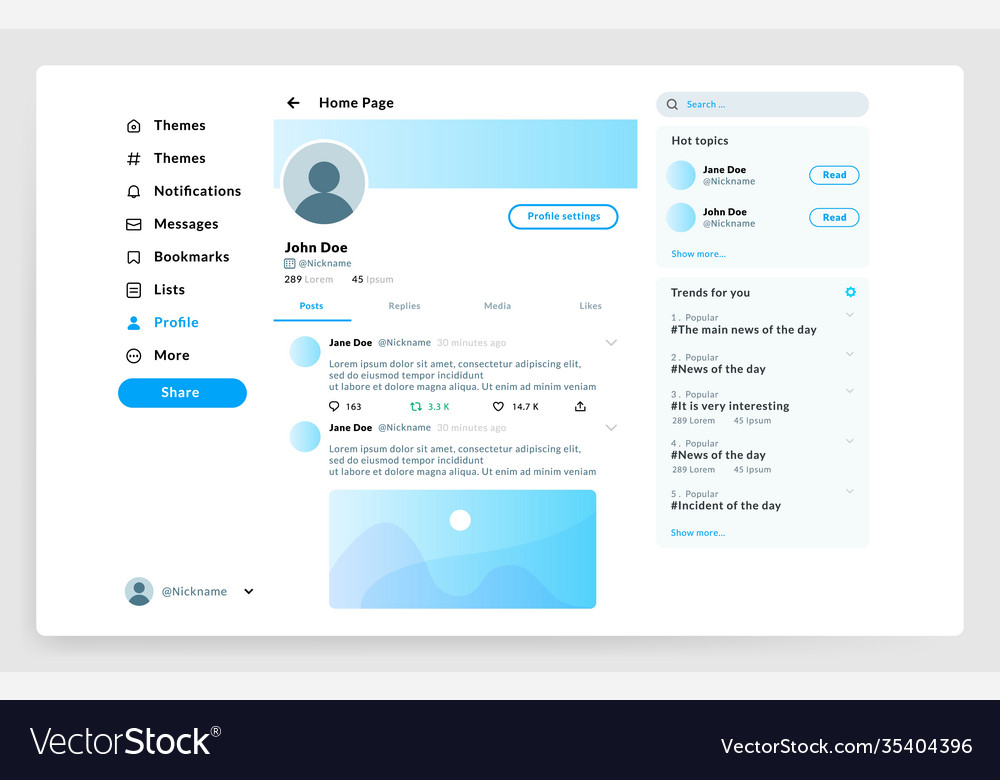 Themes
Themes
Notifications
Messages
Bookmarks
Lists
Profile
More
Share
@Nickname
Home Page
Profile settings
John Doe
@Nickname
289 Lorem 45 Ipsum
Posts Replies Media Likes
Jane Doe @Nickname 30 minutes ago
Lorem ipsum dolor sit amet, consectetur adipiscing elit,
sed do eiusmod tempor incididunt
ut labore et dolore magna aliqua. Ut enim ad minim veniam
163 3.3 K 14.7 K
Jane Doe @Nickname 30 minutes ago
Lorem ipsum dolor sit amet, consectetur adipiscing elit,
sed do eiusmod tempor incididunt
ut labore et dolore magna aliqua. Ut enim ad minim veniam
Search ...
Hot topics
Jane Doe
@Nickname
Read
John Doe
@Nickname
Read
Show more...
Trends for you
1 . Popular
#The main news of the day
2 . Popular
#News of the day
3 . Popular
#It is very interesting
289 Lorem 45 Ipsum
4 . Popular
#News of the day
289 Lorem 45 Ipsum
5 . Popular
#Incident of the day
Show more...
VectorStock®
VectorStock.com/35404396